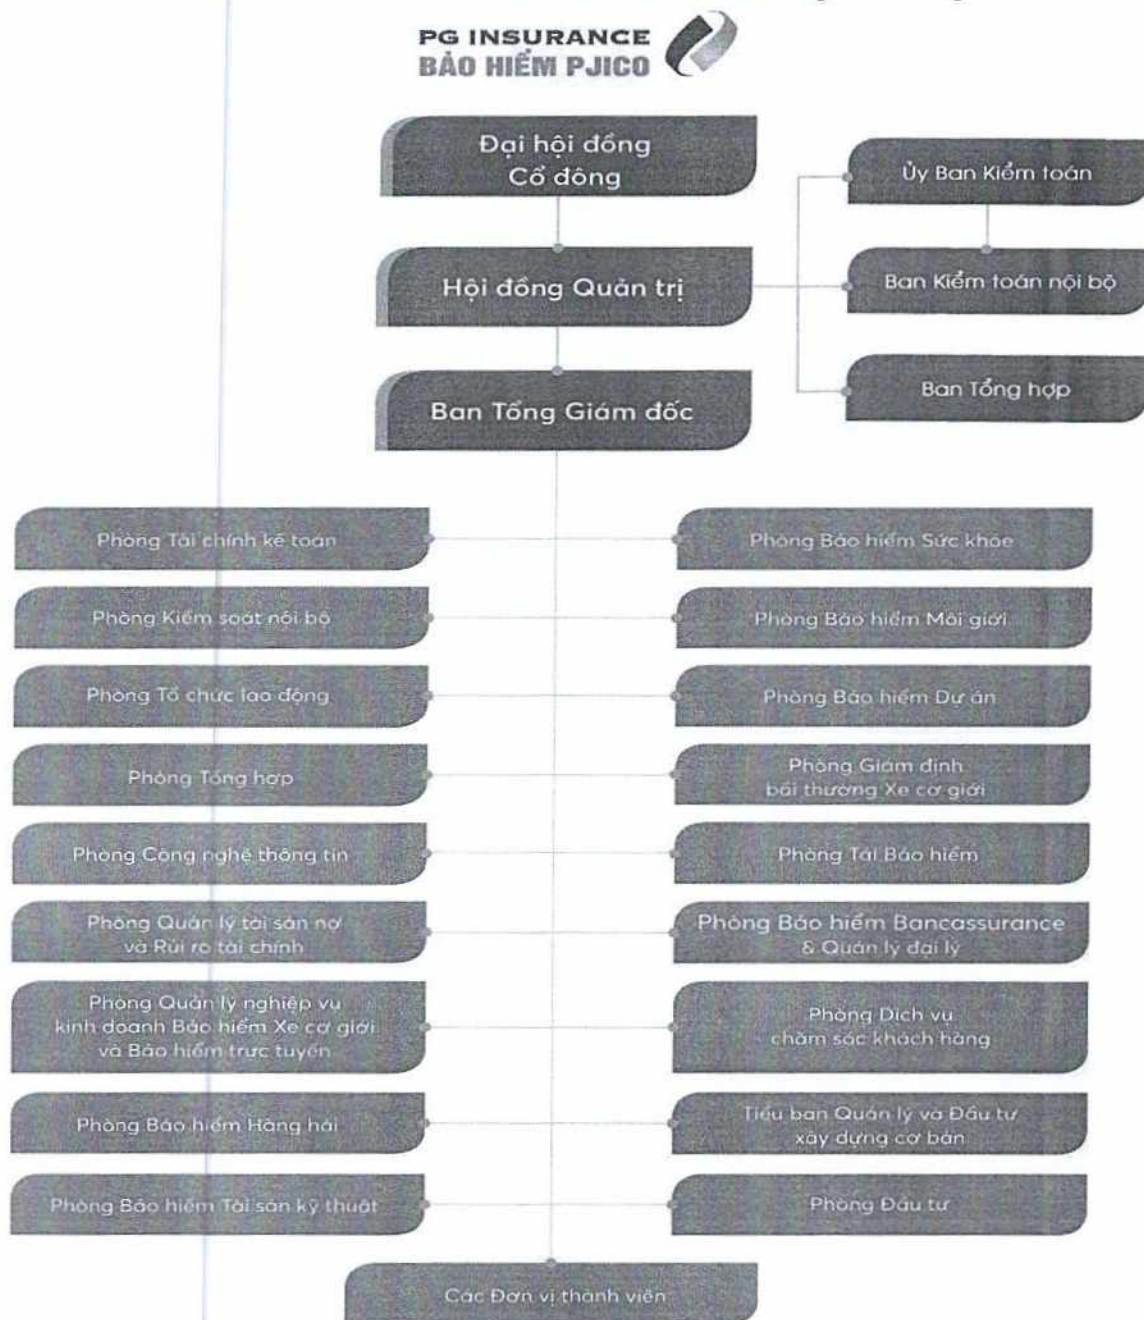 PG INSURANCE
BẢO HIỂM PJICO
Đại hội đồng
Cổ đông
Ủy Ban Kiểm toán
Hội đồng Quản trị
Ban Kiểm toán nội bộ
Ban Tổng Giám đốc
Ban Tổng hợp
Phòng Tài chính kế toán
Phòng Bảo hiểm Sức khỏe
Phòng Kiểm soát nội bộ
Phòng Bảo hiểm Môi giới
Phòng Tổ chức lao động
Phòng Bảo hiểm Dự án
Phòng Tổng hợp
Phòng Giám định
bồi thường Xe cơ giới
Phòng Công nghệ thông tin
Phòng Tái Bảo hiểm
Phòng Quản lý tài sản nợ
và Rủi ro tài chính
Phòng Bảo hiểm Bancassurance
& Quản lý đại lý
Phòng Quản lý nghiệp vụ
kinh doanh Bảo hiểm Xe cơ giới
và Bảo hiểm trực tuyến
Phòng Dịch vụ
chăm sóc khách hàng
Phòng Bảo hiểm Hàng hải
Tiểu ban Quản lý và Đầu tư
xây dựng cơ bản
Phòng Bảo hiểm Tài sản kỹ thuật
Phòng Đầu tư
Các Đơn vị thành viên